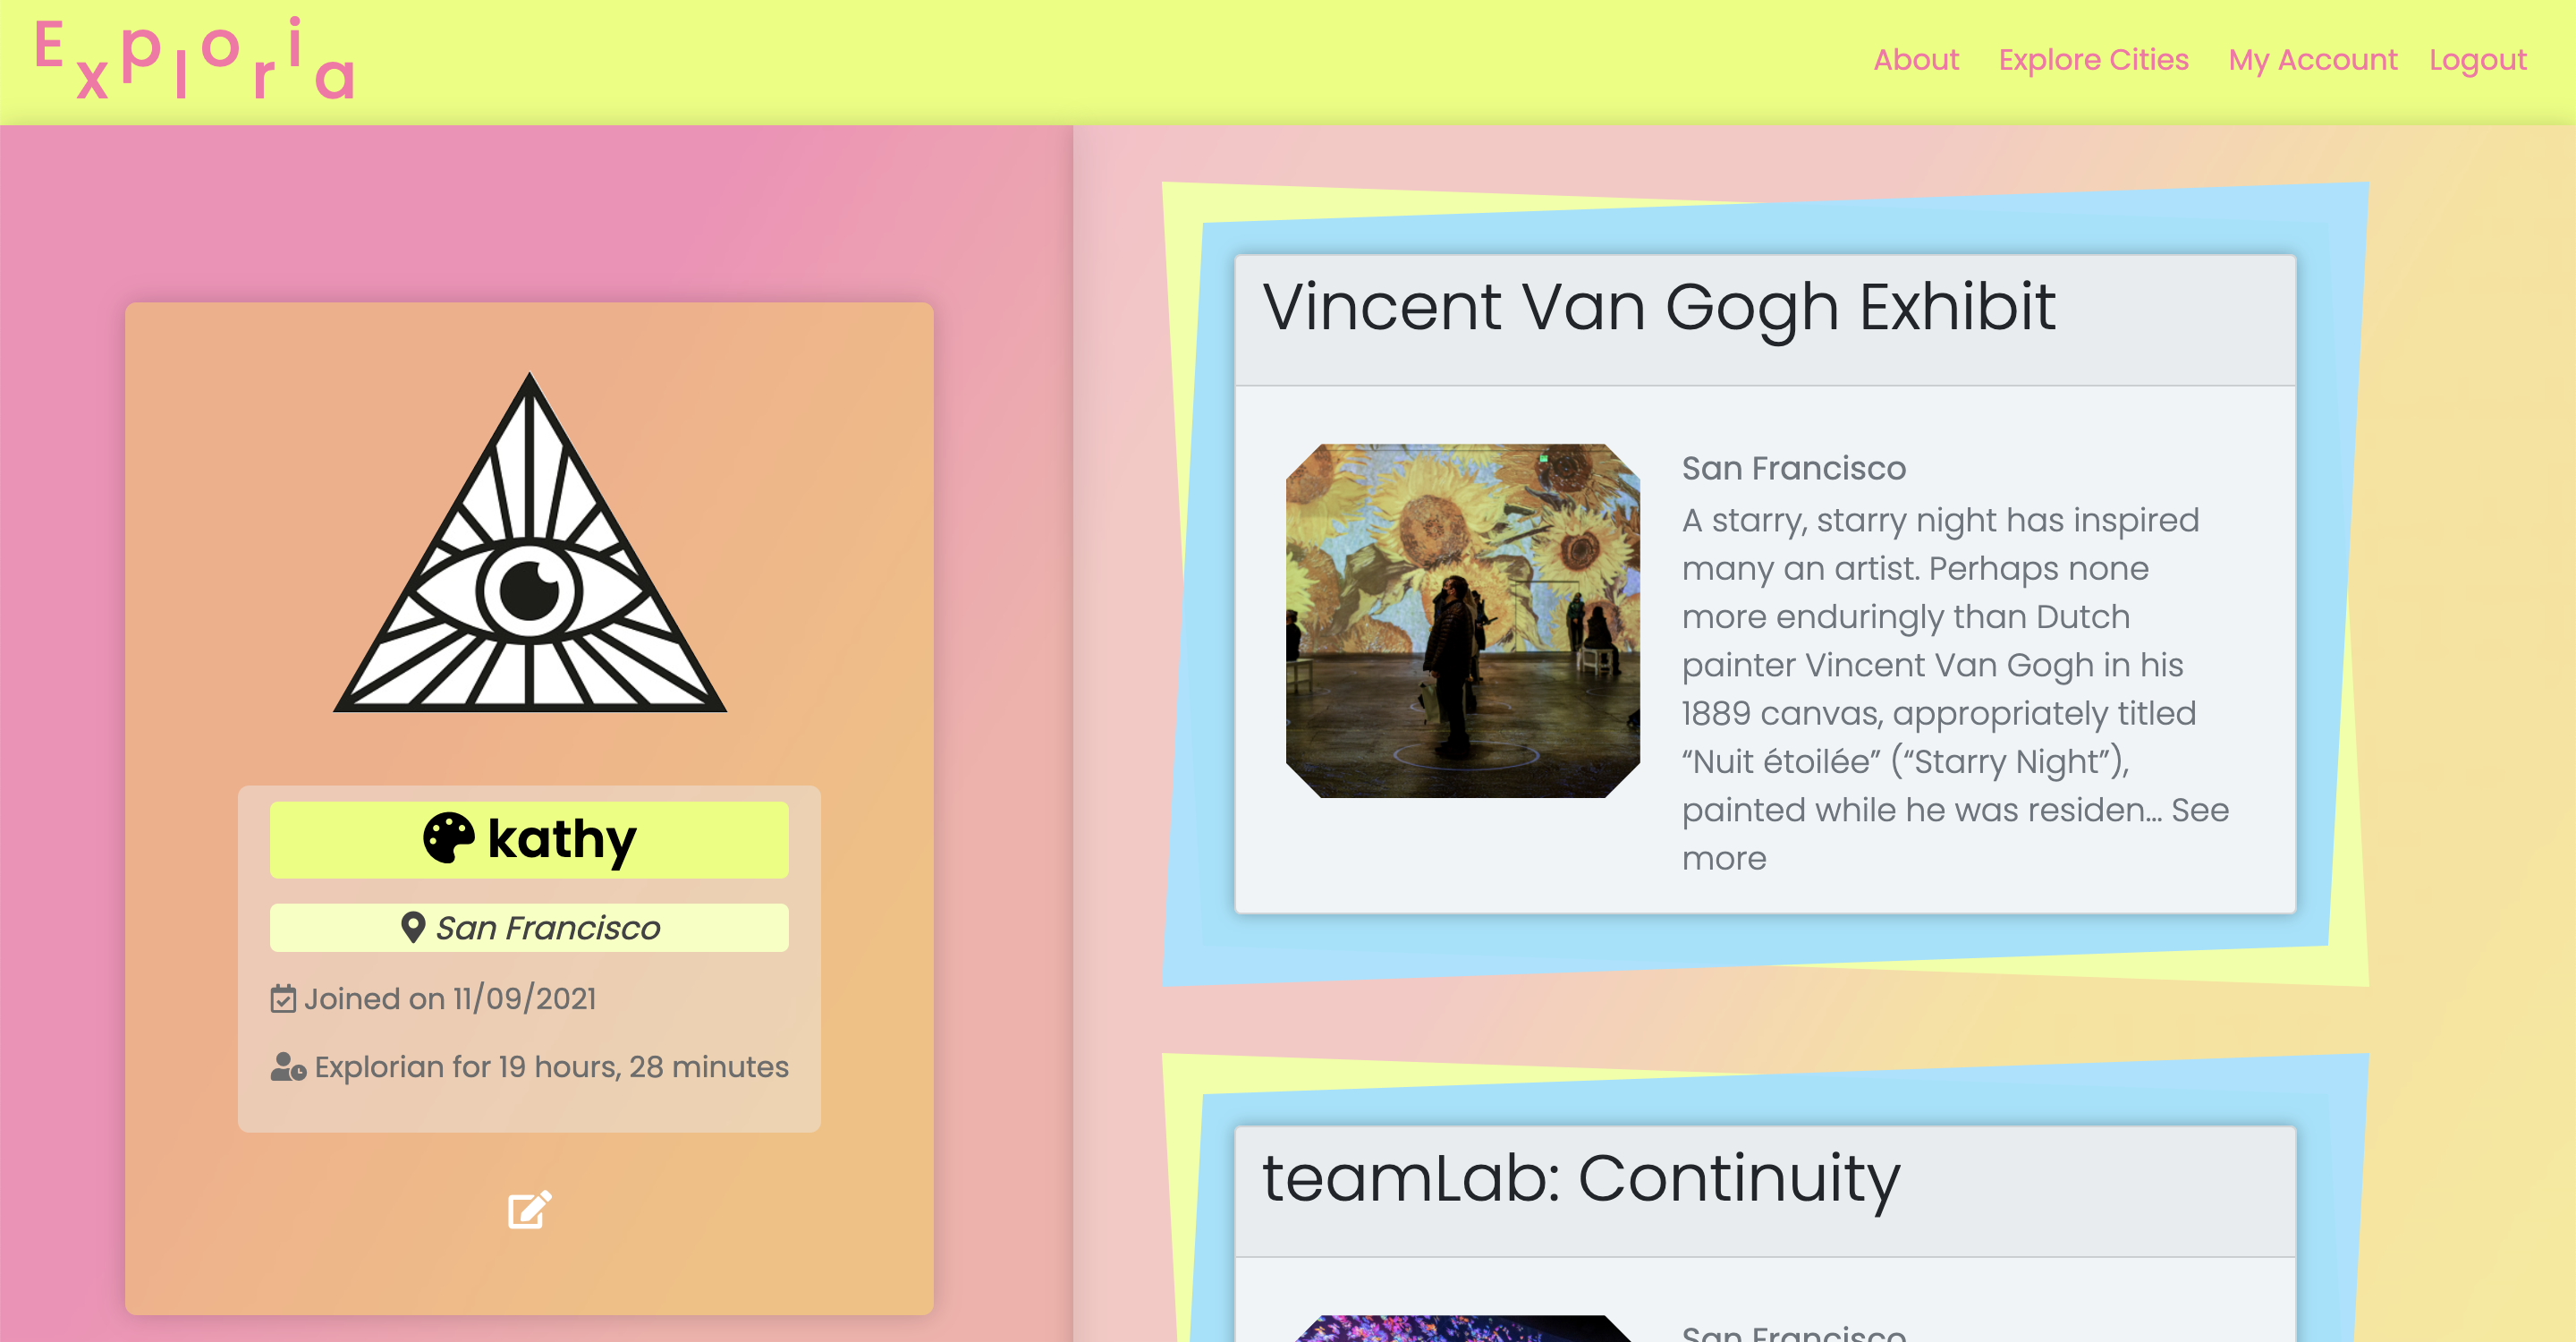 Exploria
About Explore Cities My Account Logout
kathy
San Francisco
Joined on 11/09/2021
Explorian for 19 hours, 28 minutes
Vincent Van Gogh Exhibit
San Francisco
A starry, starry night has inspired
many an artist. Perhaps none
more enduringly than Dutch
painter Vincent Van Gogh in his
1889 canvas, appropriately titled
“Nuit étoilée” (“Starry Night”),
painted while he was residen... See
more
teamLab: Continuity
San Francisco